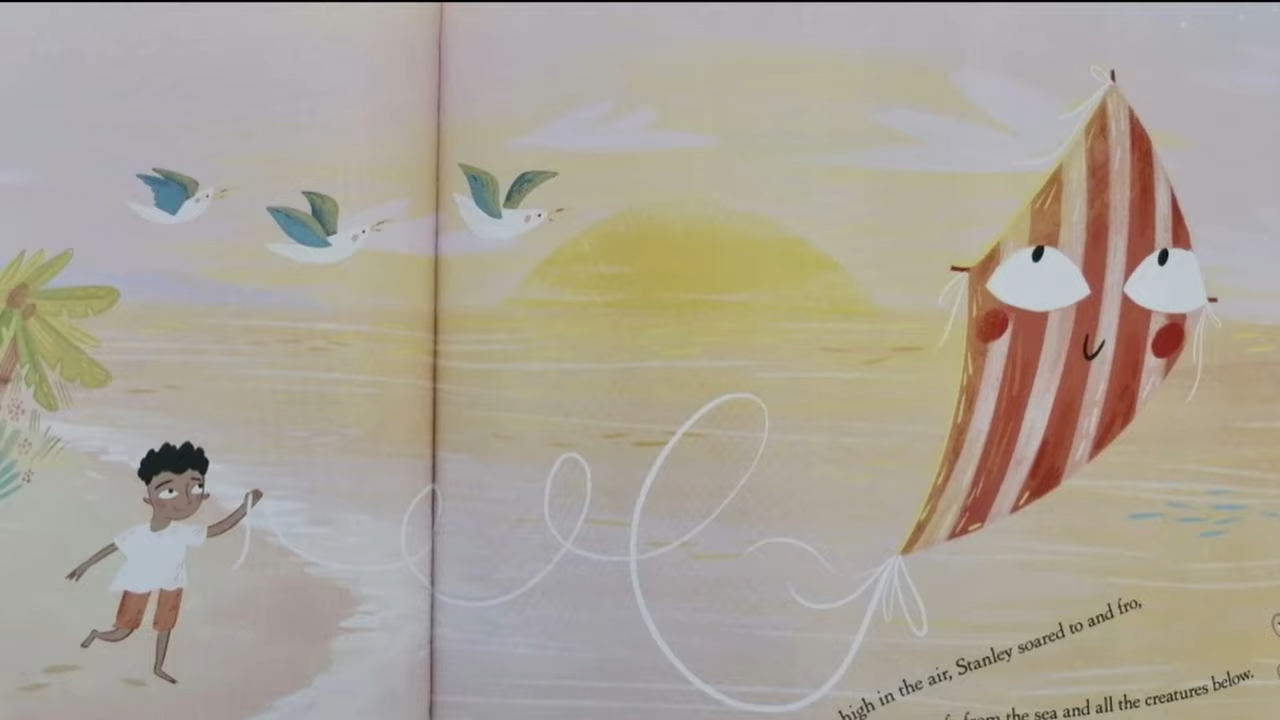 high in the air, Stanley soared to and fro,
from the sea and all the creatures below.